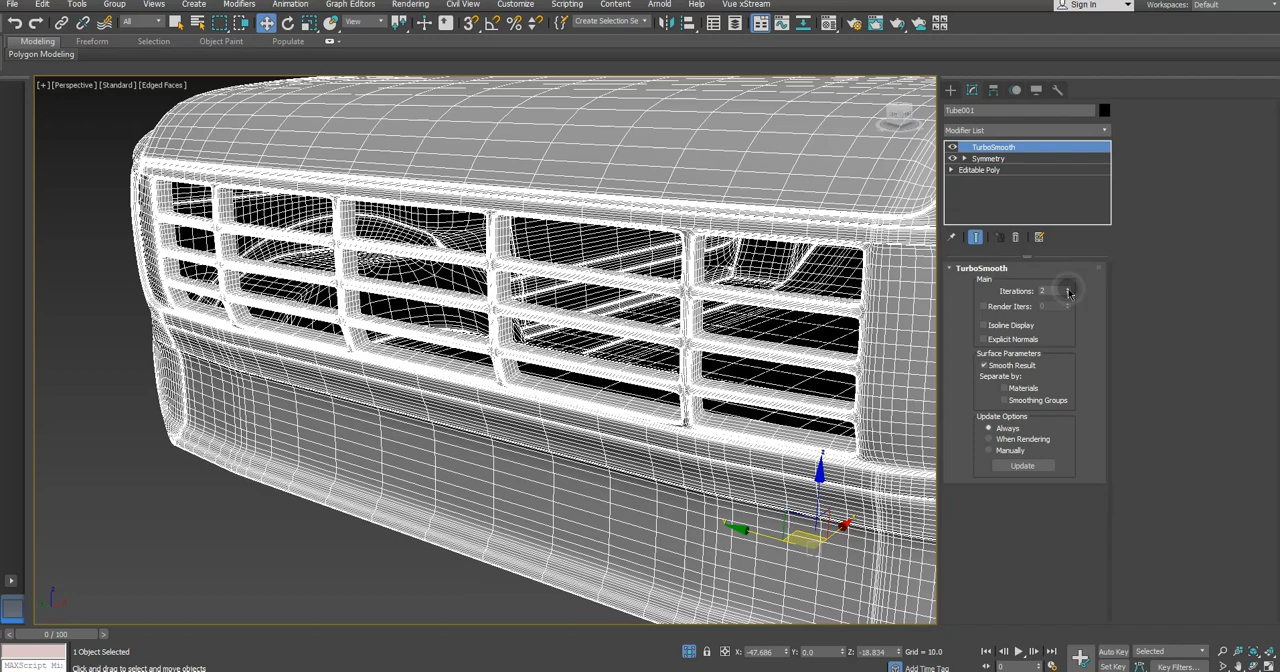 File Edit Tools Group Views Create Modifiers Animation Graph Editors Rendering Civil View Customize Scripting Content Arnold Help Vue xStream
Sign In Workspaces: Default
All View Create Selection Se
Modeling Freeform Selection Object Paint Populate
Polygon Modeling
[+] [Perspective] [Standard] [Edged Faces]
Tube001
Modifier List
TurboSmooth
Symmetry
Editable Poly
TurboSmooth
Main
Iterations: 2
Render Iters: 0
Isoline Display
Explicit Normals
Surface Parameters
Smooth Result
Separate by:
Materials
Smoothing Groups
Update Options
Always
When Rendering
Manually
Update
0 / 100
1 Object Selected
X: -47.686 Y: 0.0 Z: -18.834 Grid = 10.0
Auto Key Selected
MAXScript Mi
Click and drag to select and move objects
Add Time Tag
0
Set Key Key Filters...